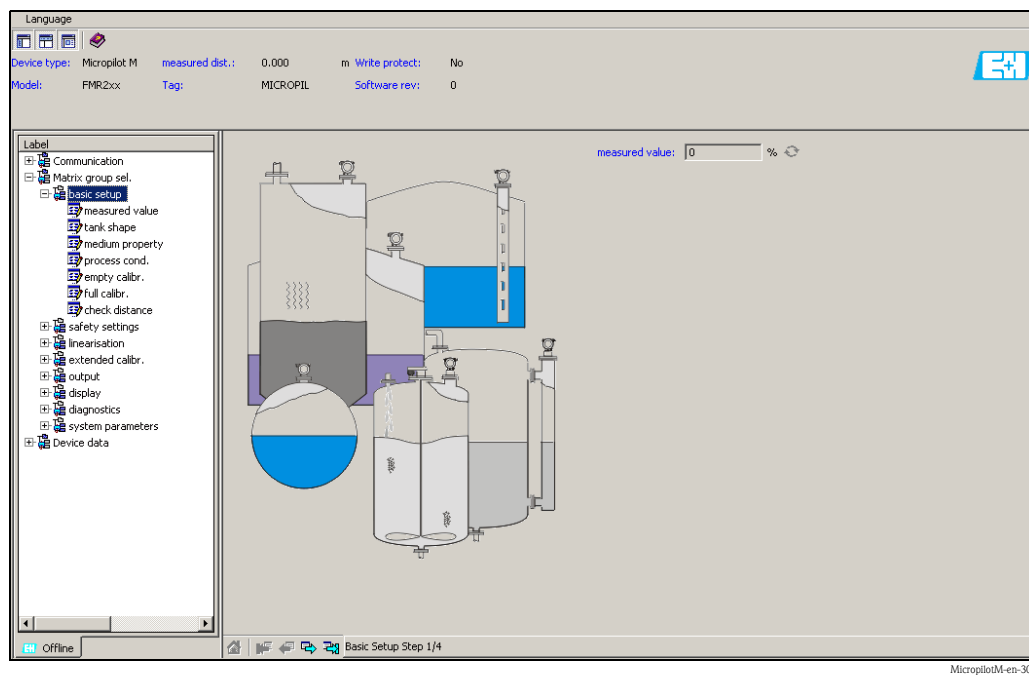 Language
Device type: Micropilot M measured dist.: 0.000 m Write protect: No
Model: FMR2xx Tag: MICROPIL Software rev: 0
E+H
Label
Communication
Matrix group sel.
basic setup
measured value
tank shape
medium property
process cond.
empty calibr.
full calibr.
check distance
safety settings
linearisation
extended calibr.
output
display
diagnostics
system parameters
Device data
measured value: 0 %
Offline
Basic Setup Step 1/4
MicropilotM-en-30